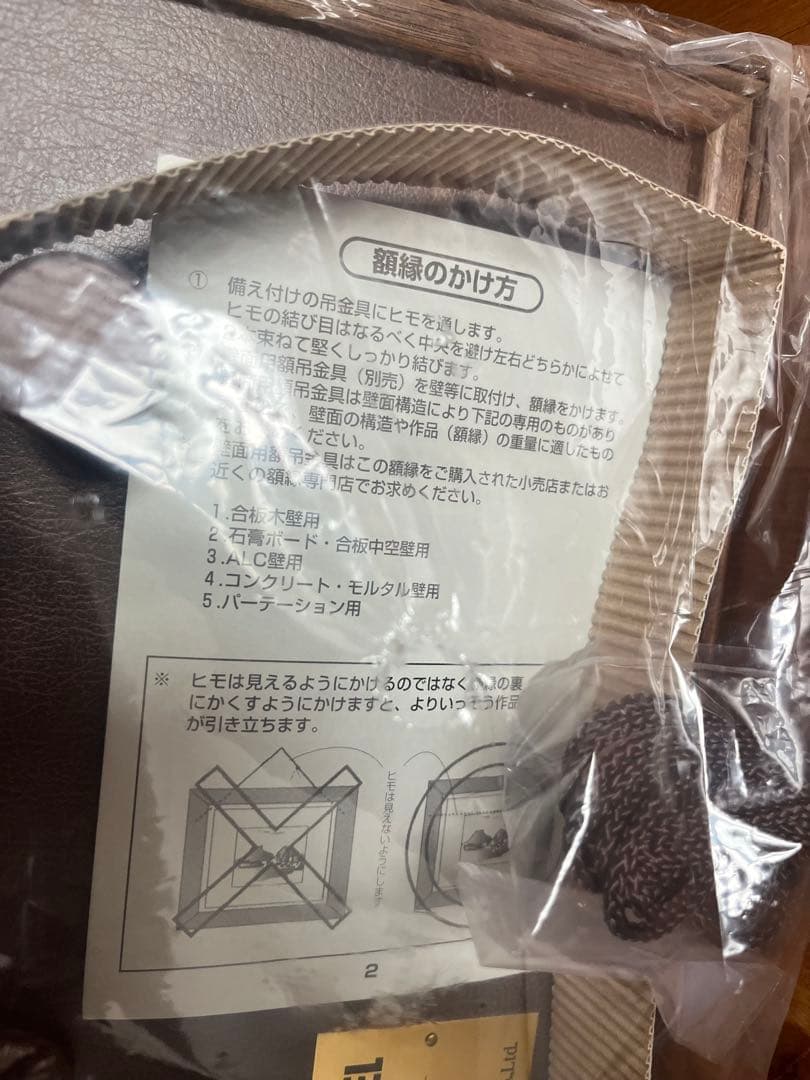 額縁のかけ方
① 備え付けの吊金具にヒモを通します。
ヒモの結び目はなるべく中央を避け左右どちらかによせて
束ねて堅くしっかり結びます。
用額吊金具（別売）を壁等に取付け、額縁をかけます。
吊金具は壁面構造により下記の専用のものがあり
壁面の構造や作品（額縁）の重量に適したもの
ください。
壁面用額吊金具はこの額縁をご購入された小売店またはお
近くの額縁専門店でお求めください。
1.合板木壁用
2.石膏ボード・合板中空壁用
3.ALC壁用
4.コンクリート・モルタル壁用
5.パーテーション用
※ ヒモは見えるようにかけるのではなく 縁の裏
にかくすようにかけますと、よりいっそう作品
が引き立ちます。
ヒモは見えないようにします
2